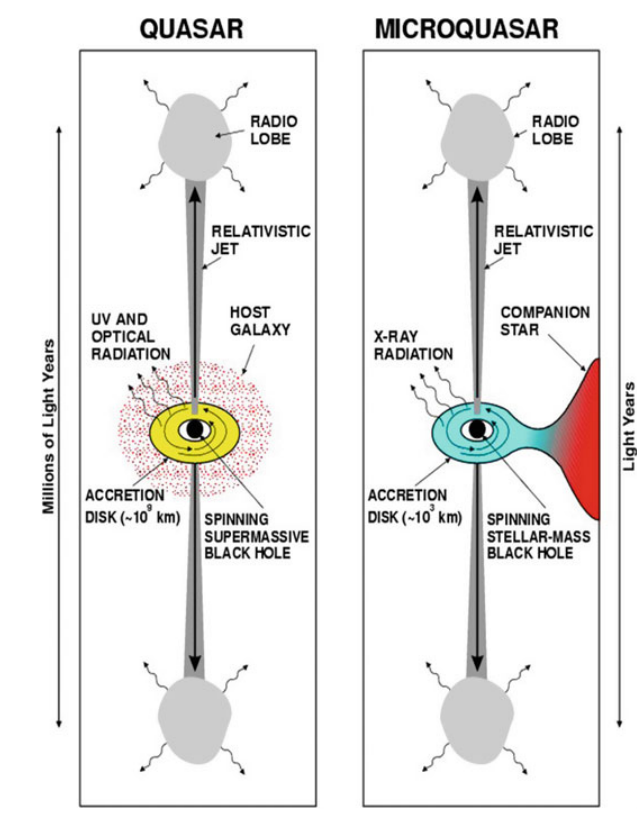 QUASAR
RADIO
LOBE
RELATIVISTIC
JET
UV AND
OPTICAL
RADIATION
HOST
GALAXY
ACCRETION
DISK (~10⁹ km)
SPINNING
SUPERMASSIVE
BLACK HOLE
Millions of Light Years
MICROQUASAR
RADIO
LOBE
RELATIVISTIC
JET
X-RAY
RADIATION
COMPANION
STAR
ACCRETION
DISK (~10³ km)
SPINNING
STELLAR-MASS
BLACK HOLE
Light Years